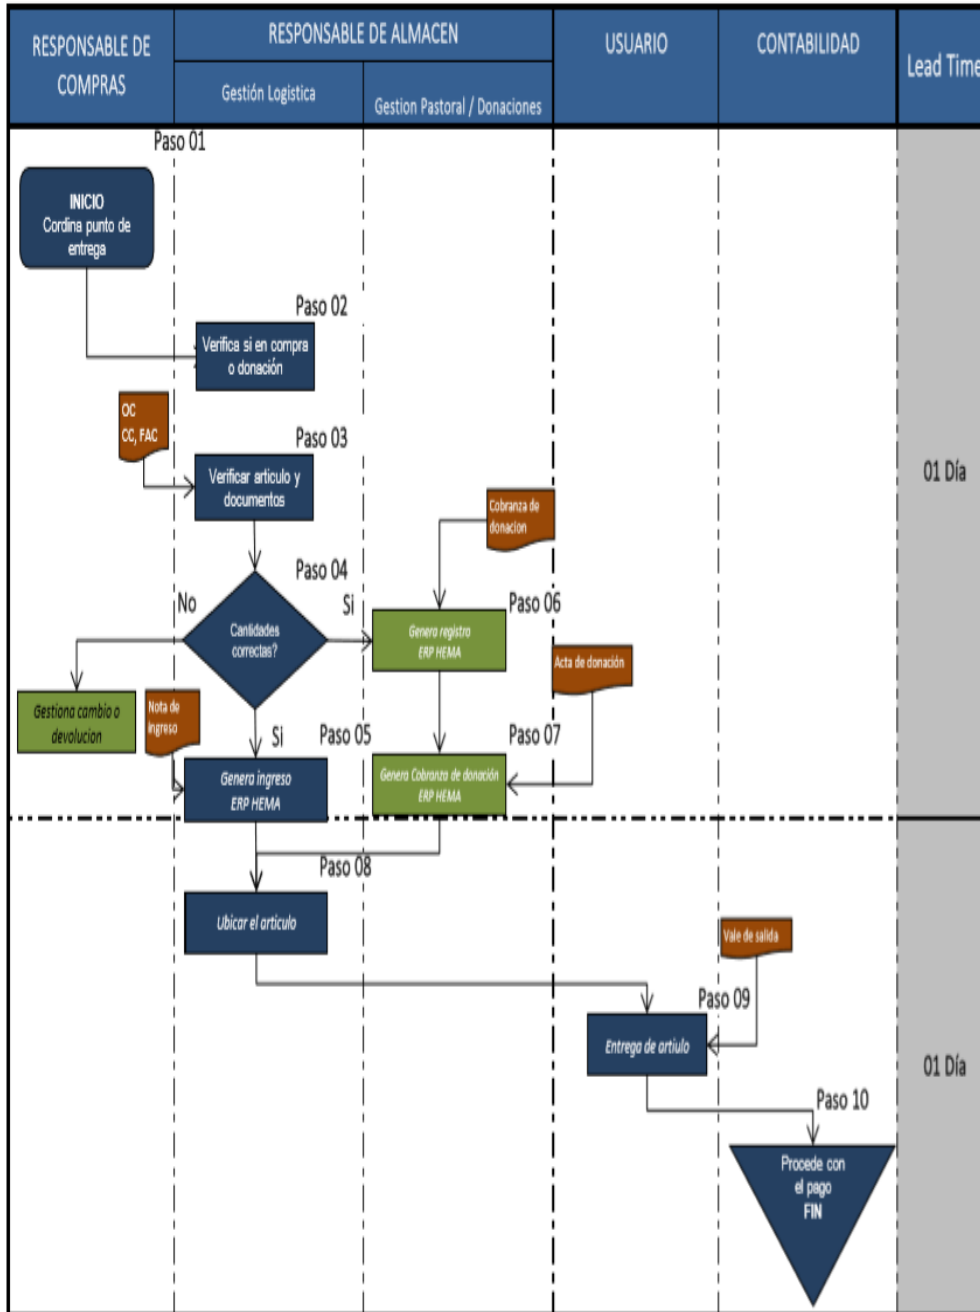 RESPONSABLE DE
COMPRAS
RESPONSABLE DE ALMACEN
Gestión Logistica
Gestion Pastoral / Donaciones
USUARIO
CONTABILIDAD
Lead Time
Paso 01
INICIO
Cordina punto de
entrega
Paso 02
Verifica si en compra
o donación
OC
CC, FAC
Paso 03
Verificar articulo y
documentos
01 Día
Cobranza de
donacion
Paso 04
No
Cantidades
correctas?
Si
Paso 06
Genera registro
ERP HEMA
Acta de donación
Gestiona cambio o
devolucion
Nota de
ingreso
Si
Paso 05
Paso 07
Genera ingreso
ERP HEMA
Genera Cobranza de donación
ERP HEMA
Paso 08
Ubicar el articulo
Vale de salida
Paso 09
Entrega de artiulo
01 Día
Paso 10
Procede con
el pago
FIN